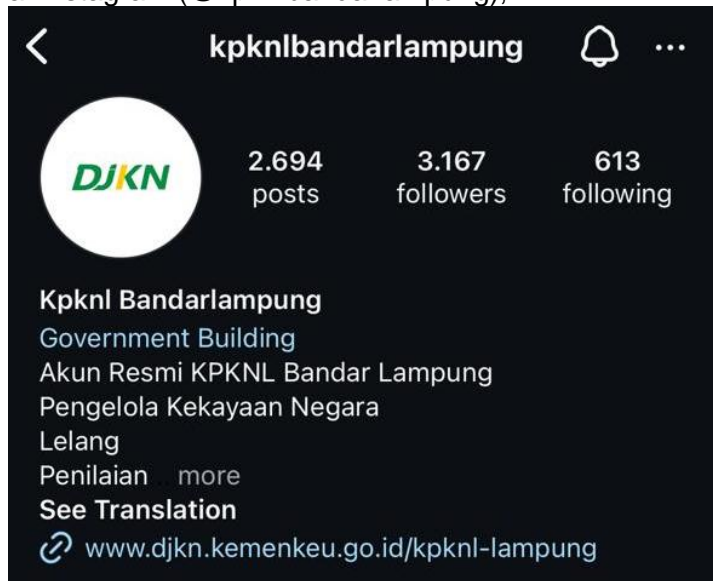 kpknlbandarlampung
DJKN
2.694 3.167 613
posts followers following
Kpknl Bandarlampung
Government Building
Akun Resmi KPKNL Bandar Lampung
Pengelola Kekayaan Negara
Lelang
Penilaian .. more
See Translation
www.djkn.kemenkeu.go.id/kpknl-lampung